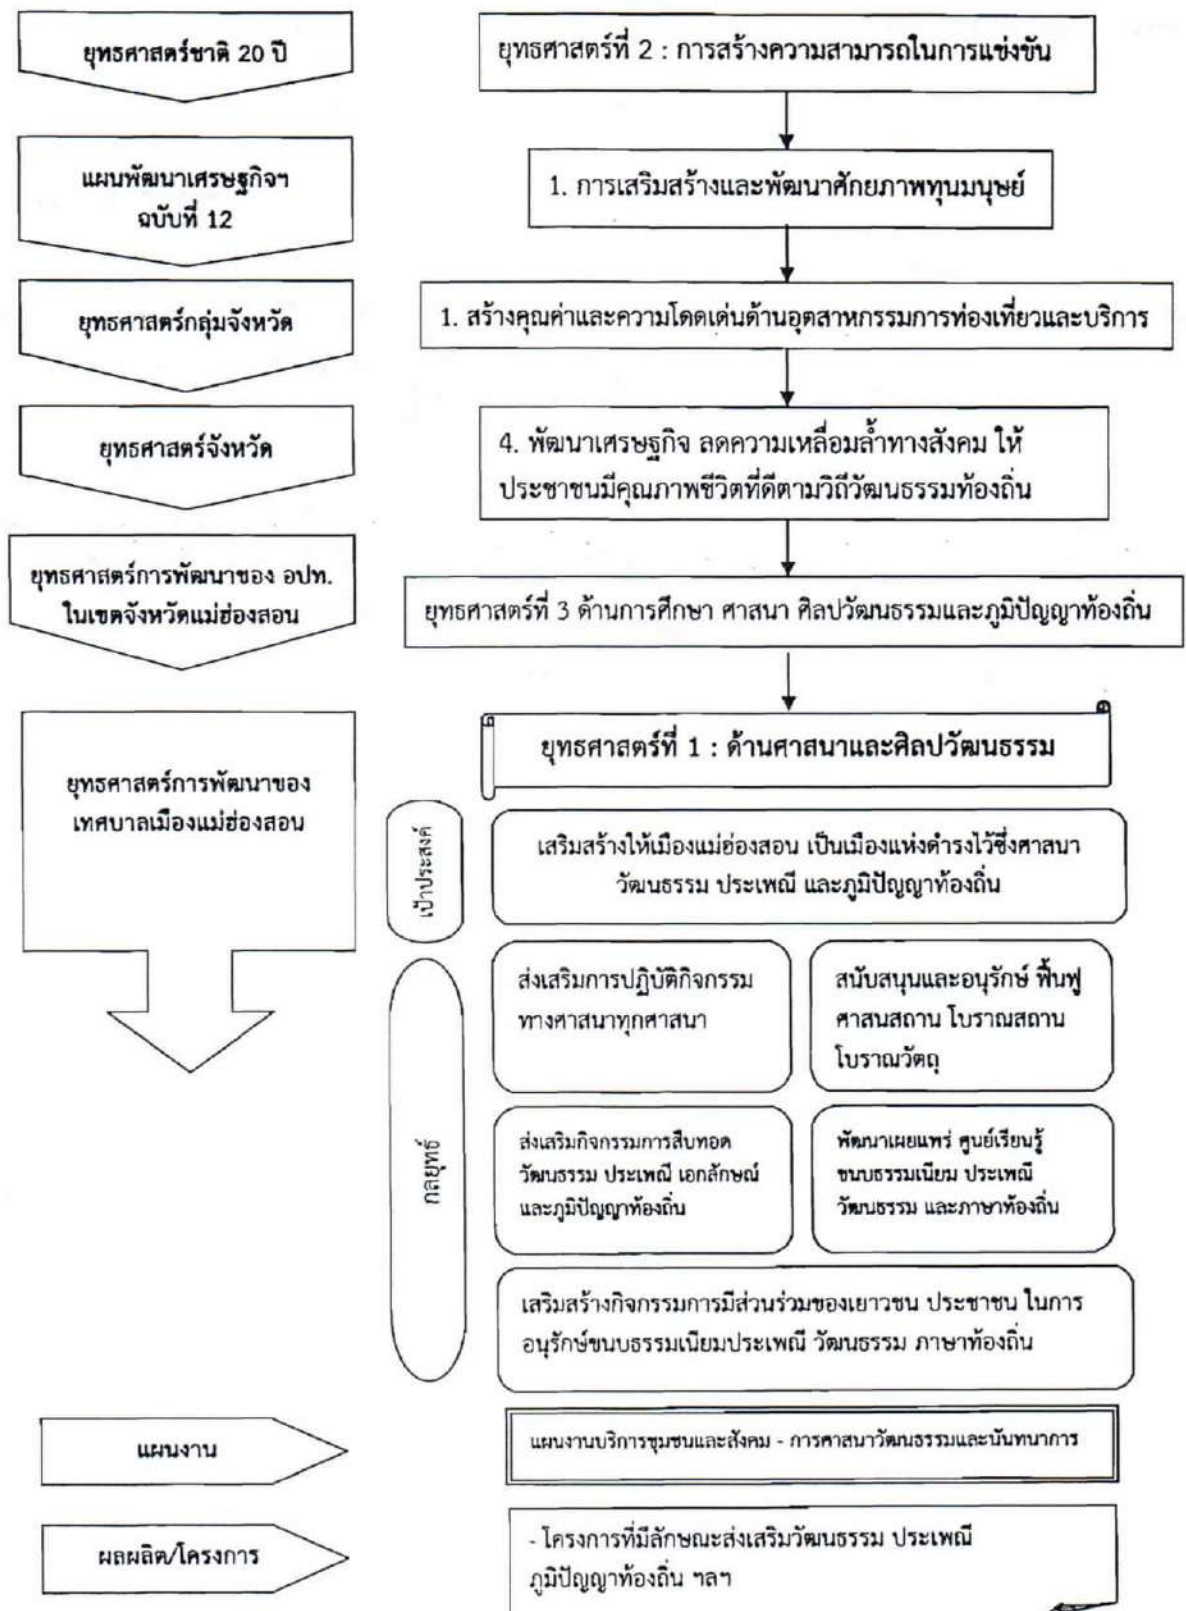 ยุทธศาสตร์ชาติ 20 ปี
ยุทธศาสตร์ที่ 2 : การสร้างความสามารถในการแข่งขัน
แผนพัฒนาเศรษฐกิจฯ
ฉบับที่ 12
1. การเสริมสร้างและพัฒนาศักยภาพทุนมนุษย์
ยุทธศาสตร์กลุ่มจังหวัด
1. สร้างคุณค่าและความโดดเด่นด้านอุตสาหกรรมการท่องเที่ยวและบริการ
ยุทธศาสตร์จังหวัด
4. พัฒนาเศรษฐกิจ ลดความเหลื่อมล้ำทางสังคม ให้
ประชาชนมีคุณภาพชีวิตที่ดีตามวิถีวัฒนธรรมท้องถิ่น
ยุทธศาสตร์การพัฒนาของ อปท.
ในเขตจังหวัดแม่ฮ่องสอน
ยุทธศาสตร์ที่ 3 ด้านการศึกษา ศาสนา ศิลปวัฒนธรรมและภูมิปัญญาท้องถิ่น
ยุทธศาสตร์การพัฒนาของ
เทศบาลเมืองแม่ฮ่องสอน
ยุทธศาสตร์ที่ 1 : ด้านศาสนาและศิลปวัฒนธรรม
เป้าประสงค์
เสริมสร้างให้เมืองแม่ฮ่องสอน เป็นเมืองแห่งดำรงไว้ซึ่งศาสนา
วัฒนธรรม ประเพณี และภูมิปัญญาท้องถิ่น
กลยุทธ์
ส่งเสริมการปฏิบัติกิจกรรม
ทางศาสนาทุกศาสนา
สนับสนุนและอนุรักษ์ ฟื้นฟู
ศาสนสถาน โบราณสถาน
โบราณวัตถุ
ส่งเสริมกิจกรรมการสืบทอด
วัฒนธรรม ประเพณี เอกลักษณ์
และภูมิปัญญาท้องถิ่น
พัฒนาเผยแพร่ ศูนย์เรียนรู้
ขนบธรรมเนียม ประเพณี
วัฒนธรรม และภาษาท้องถิ่น
เสริมสร้างกิจกรรมการมีส่วนร่วมของเยาวชน ประชาชน ในการ
อนุรักษ์ขนบธรรมเนียมประเพณี วัฒนธรรม ภาษาท้องถิ่น
แผนงาน
แผนงานบริการชุมชนและสังคม - การศาสนาวัฒนธรรมและนันทนาการ
ผลผลิต/โครงการ
- โครงการที่มีลักษณะส่งเสริมวัฒนธรรม ประเพณี
ภูมิปัญญาท้องถิ่น ฯลฯ